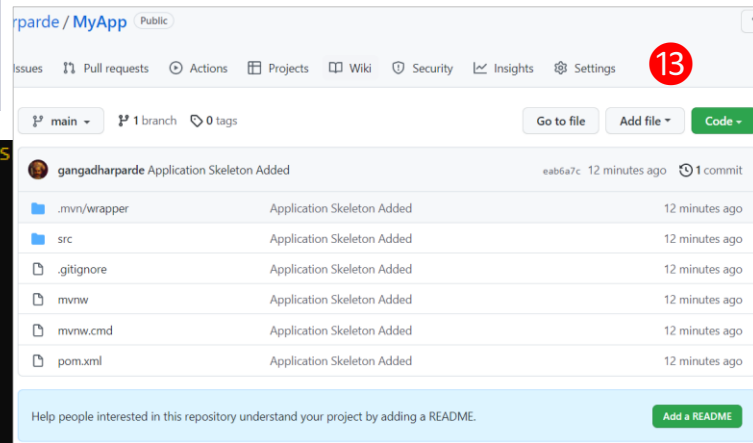 rparde / MyApp Public
Issues Pull requests Actions Projects Wiki Security Insights Settings
13
main 1 branch 0 tags Go to file Add file Code
S
gangadharparde Application Skeleton Added eab6a7c 12 minutes ago 1 commit
.mvn/wrapper Application Skeleton Added 12 minutes ago
src Application Skeleton Added 12 minutes ago
.gitignore Application Skeleton Added 12 minutes ago
mvnw Application Skeleton Added 12 minutes ago
mvnw.cmd Application Skeleton Added 12 minutes ago
pom.xml Application Skeleton Added 12 minutes ago
Help people interested in this repository understand your project by adding a README. Add a README